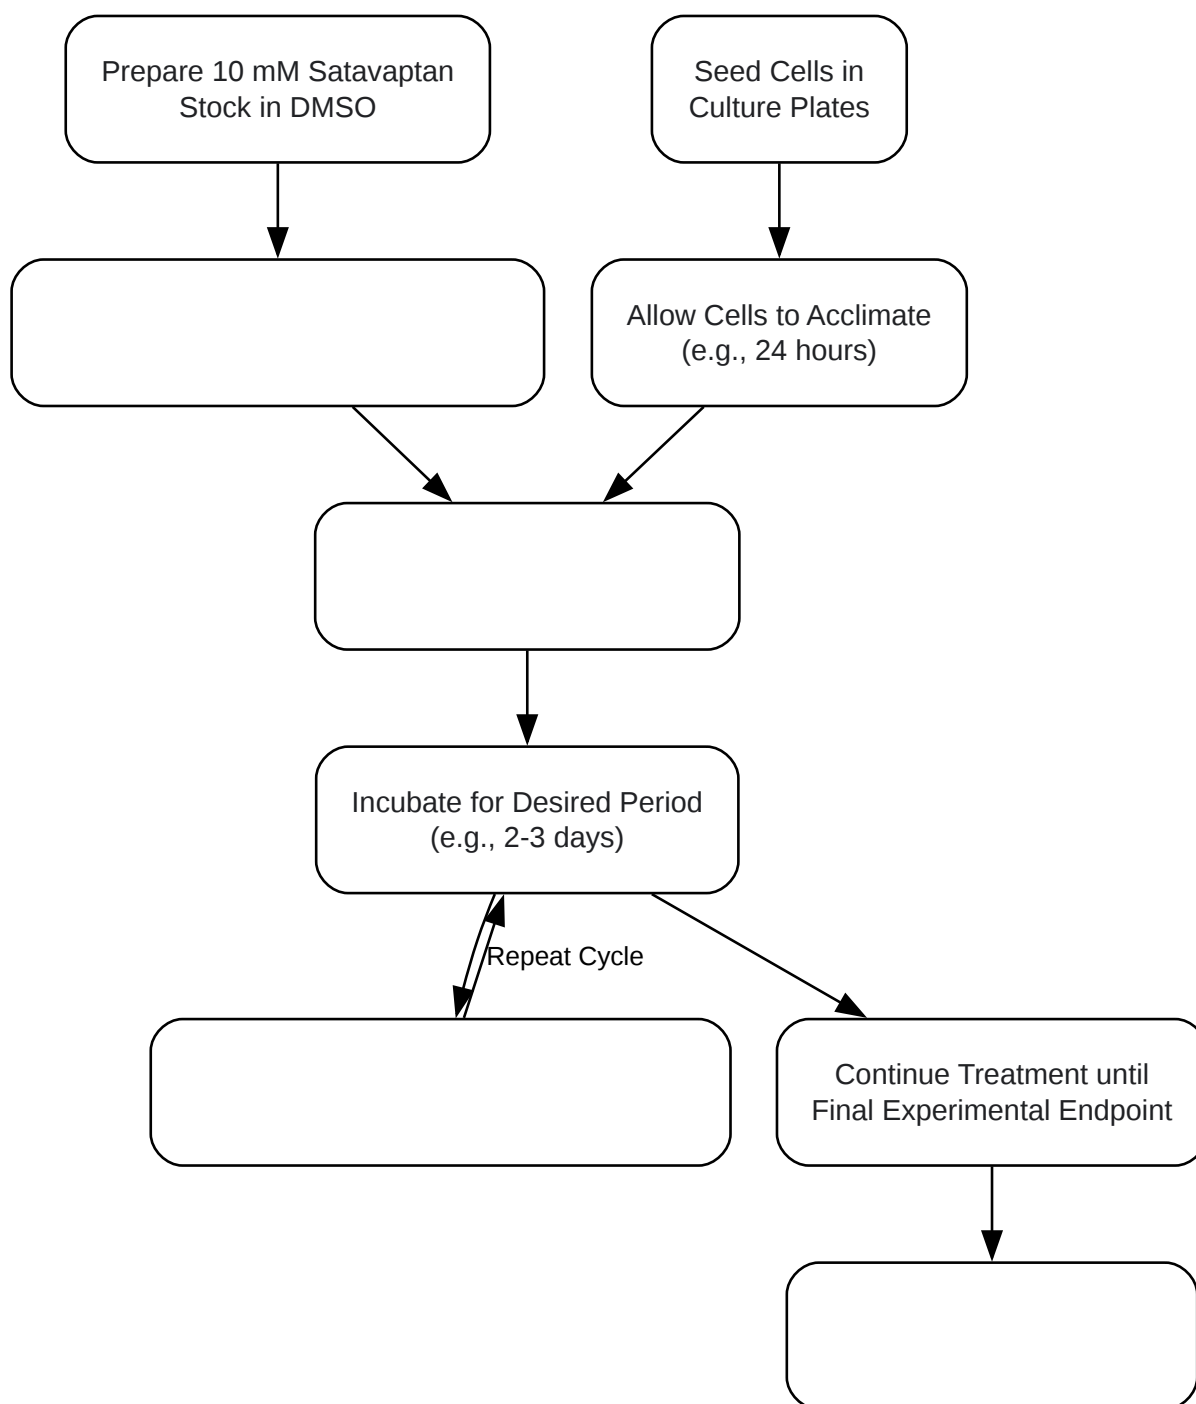 Prepare 10 mM Satavaptan
Stock in DMSO
Seed Cells in
Culture Plates
Allow Cells to Acclimate
(e.g., 24 hours)
Incubate for Desired Period
(e.g., 2-3 days)
Repeat Cycle
Continue Treatment until
Final Experimental Endpoint